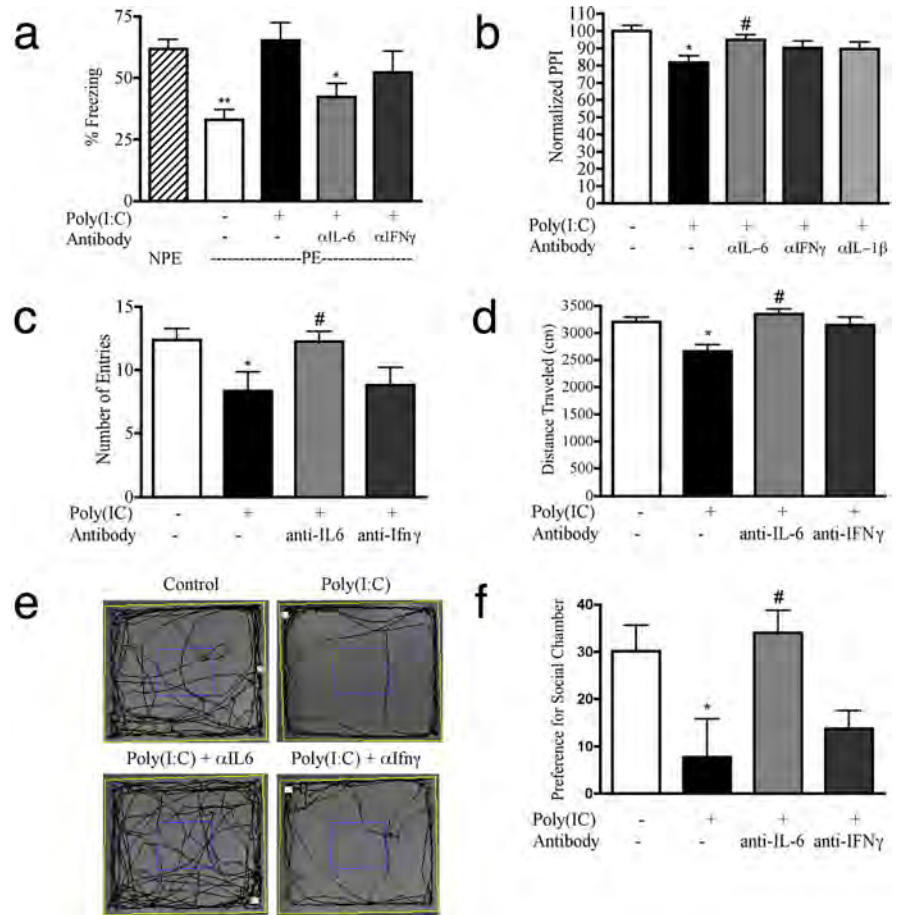 a
% Freezing
75
50
25
0
**
*
Poly(I:C) - + + +
Antibody - - αIL-6 αIFNγ
NPE --------------PE--------------
b
Normalized PPI
110
100
90
80
70
60
50
40
30
20
10
0
*
#
Poly(I:C) - + + + +
Antibody - - αIL-6 αIFNγ αIL-1β
c
Number of Entries
15
10
5
0
*
#
Poly(IC) - + + +
Antibody - - anti-IL6 anti-Ifnγ
d
Distance Traveled (cm)
3500
3000
2500
2000
1500
1000
500
0
*
#
Poly(IC) - + + +
Antibody - - anti-IL-6 anti-IFNγ
e
Control Poly(I:C)
Poly(I:C) + αIL6 Poly(I:C) + αIfnγ
f
Preference for Social Chamber
40
30
20
10
0
*
#
Poly(IC) - + + +
Antibody - - anti-IL-6 anti-IFNγ